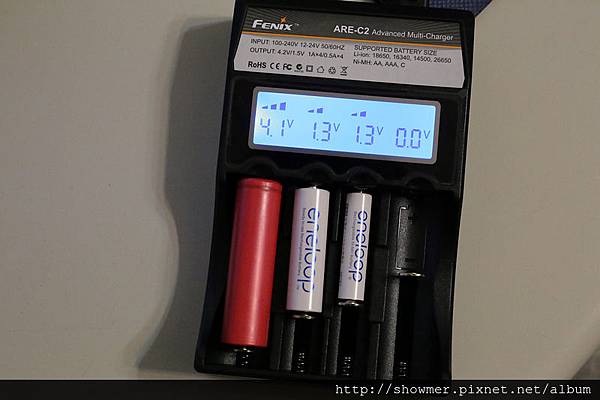 FENIX™ ARE-C2 Advanced Multi-Charger
INPUT: 100-240V 12-24V 50/60HZ
OUTPUT: 4.2V/1.5V 1A×4/0.5A×4
SUPPORTED BATTERY SIZE
Li-ion: 18650, 16340, 14500, 26650
Ni-MH: AA, AAA, C
RoHS CE FC
4.1V 1.3V 1.3V 0.0V
eneloop
eneloop
http://showmer.pixnet.net/album